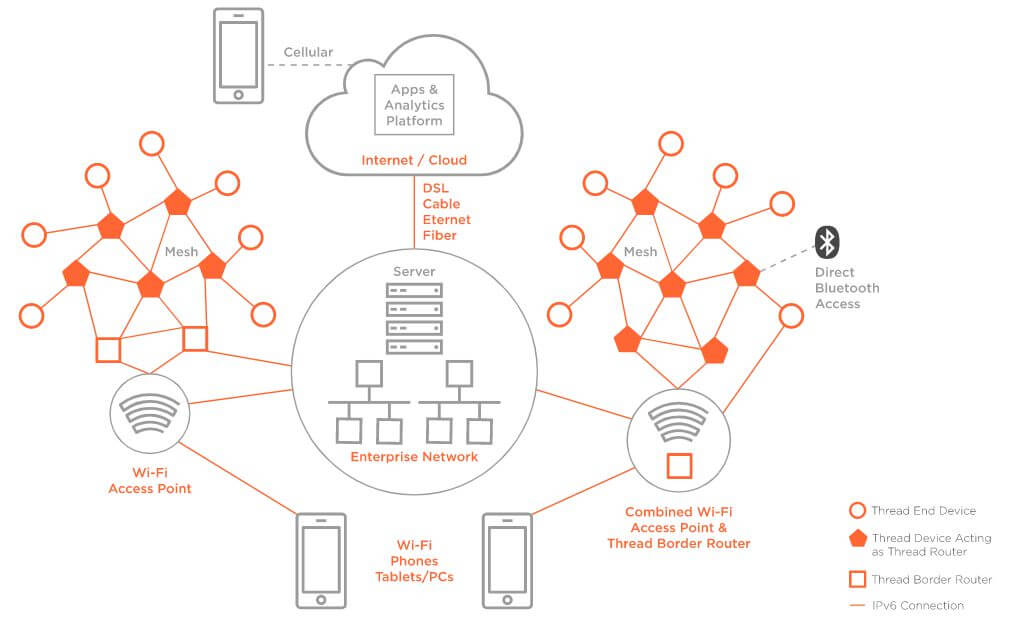 Cellular
Apps &
Analytics
Platform
Internet / Cloud
DSL
Cable
Eternet
Fiber
Mesh
Mesh
Direct
Bluetooth
Access
Server
Enterprise Network
Wi-Fi
Access Point
Wi-Fi
Phones
Tablets/PCs
Combined Wi-Fi
Access Point &
Thread Border Router
Thread End Device
Thread Device Acting
as Thread Router
Thread Border Router
IPv6 Connection